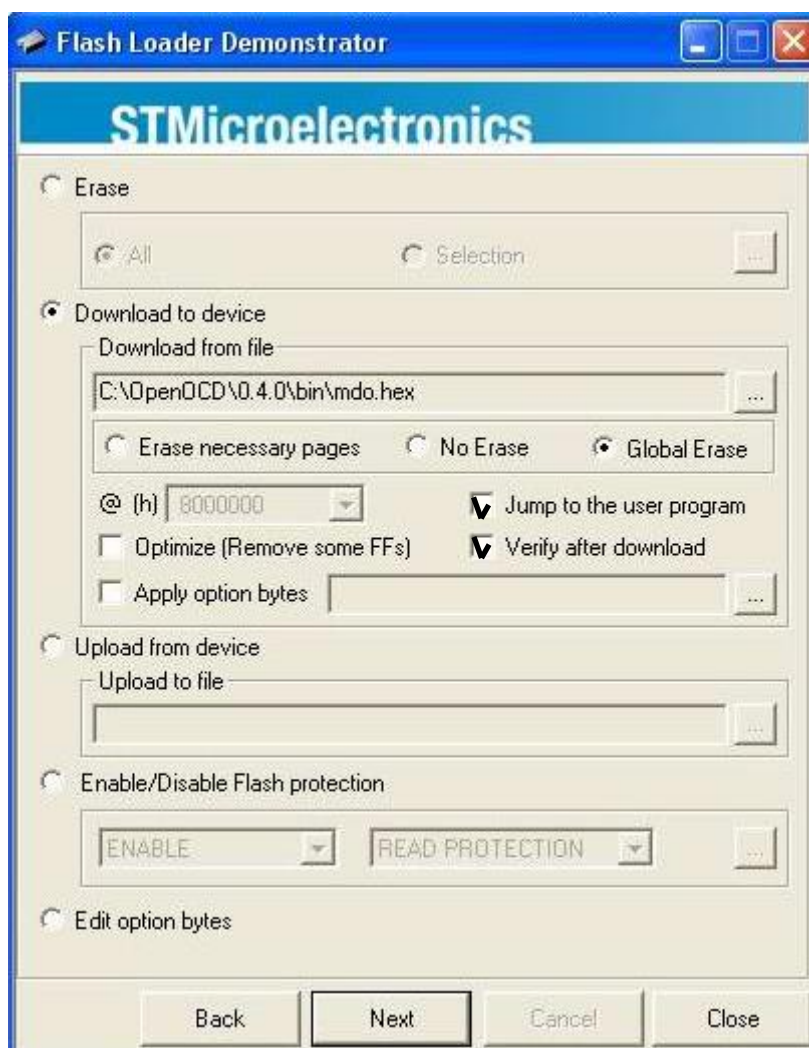 Flash Loader Demonstrator
STMicroelectronics
Erase
All Selection ...
Download to device
Download from file
C:\OpenOCD\0.4.0\bin\mdo.hex ...
Erase necessary pages No Erase Global Erase
@ (h) 8000000 Jump to the user program
Optimize (Remove some FFs) Verify after download
Apply option bytes ...
Upload from device
Upload to file
...
Enable/Disable Flash protection
ENABLE READ PROTECTION ...
Edit option bytes
Back Next Cancel Close